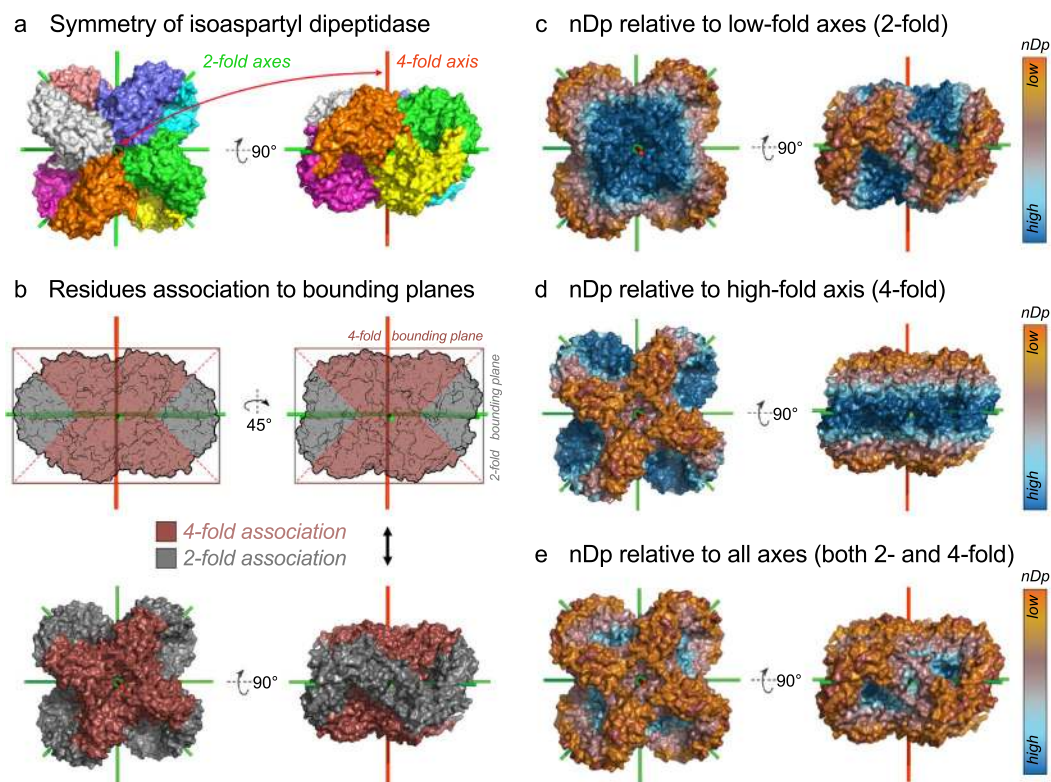 a Symmetry of isoaspartyl dipeptidase
2-fold axes
4-fold axis
90°
b Residues association to bounding planes
4-fold bounding plane
2-fold bounding plane
45°
4-fold association
2-fold association
90°
c nDp relative to low-fold axes (2-fold)
nDp
low
high
90°
d nDp relative to high-fold axis (4-fold)
nDp
low
high
90°
e nDp relative to all axes (both 2- and 4-fold)
nDp
low
high
90°